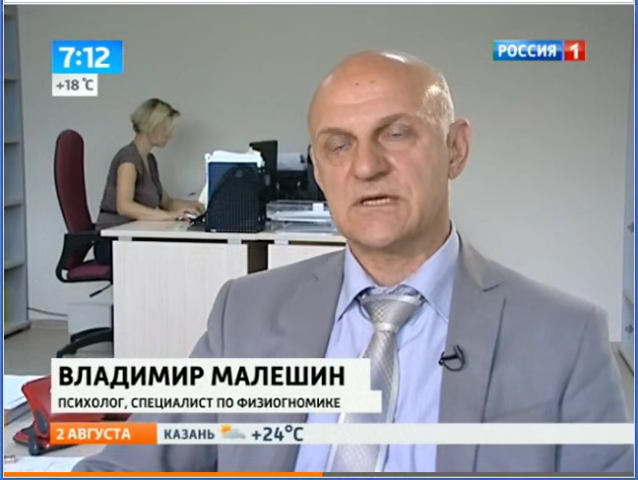 7:12
РОССИЯ 1
+18 °C
ВЛАДИМИР МАЛЕШИН
ПСИХОЛОГ, СПЕЦИАЛИСТ ПО ФИЗИОГНОМИКЕ
2 АВГУСТА КАЗАНЬ +24°C